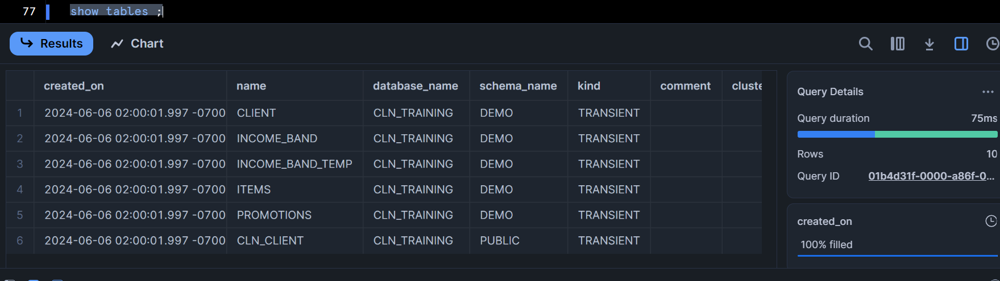 77 show tables ;
Results Chart
created_on name database_name schema_name kind comment cluste
1 2024-06-06 02:00:01.997 -0700 CLIENT CLN_TRAINING DEMO TRANSIENT
2 2024-06-06 02:00:01.997 -0700 INCOME_BAND CLN_TRAINING DEMO TRANSIENT
3 2024-06-06 02:00:01.997 -0700 INCOME_BAND_TEMP CLN_TRAINING DEMO TRANSIENT
4 2024-06-06 02:00:01.997 -0700 ITEMS CLN_TRAINING DEMO TRANSIENT
5 2024-06-06 02:00:01.997 -0700 PROMOTIONS CLN_TRAINING DEMO TRANSIENT
6 2024-06-06 02:00:01.997 -0700 CLN_CLIENT CLN_TRAINING PUBLIC TRANSIENT
Query Details ...
Query duration 75ms
Rows 10
Query ID 01b4d31f-0000-a86f-0...
created_on
100% filled